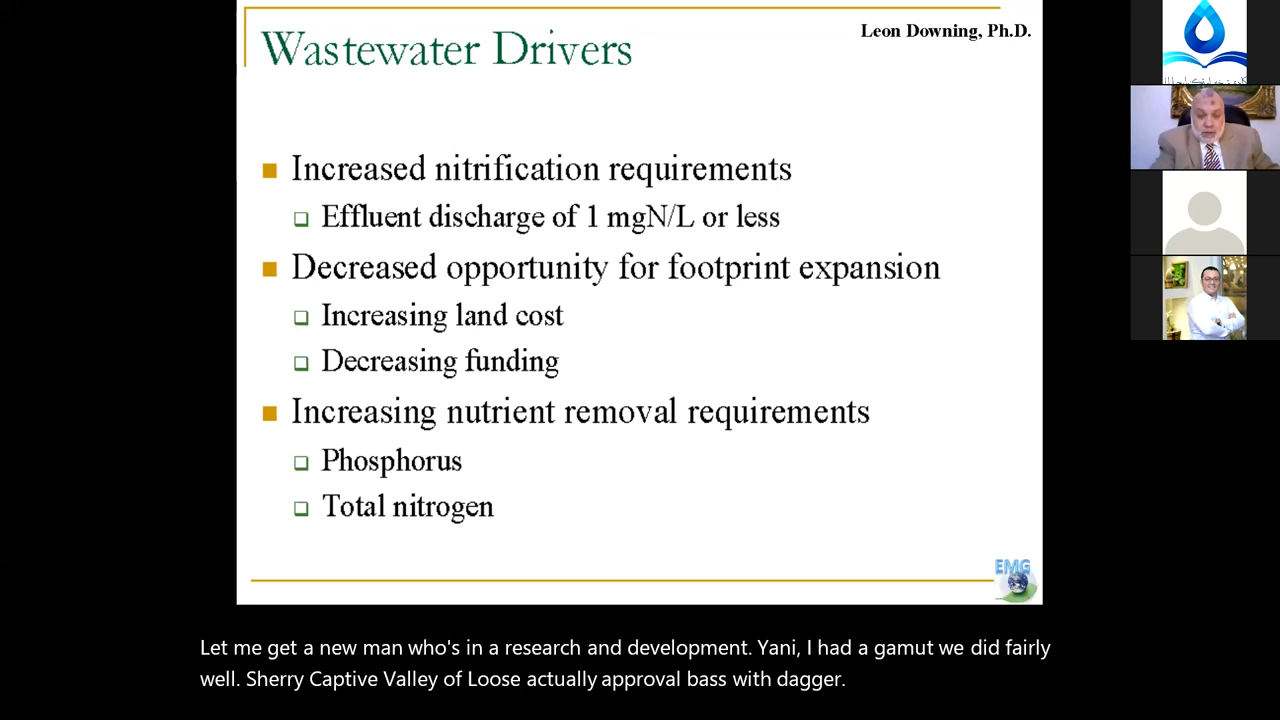 Leon Downing, Ph.D.
Wastewater Drivers
Increased nitrification requirements
Effluent discharge of 1 mgN/L or less
Decreased opportunity for footprint expansion
Increasing land cost
Decreasing funding
Increasing nutrient removal requirements
Phosphorus
Total nitrogen
EMG
Let me get a new man who's in a research and development. Yani, I had a gamut we did fairly
well. Sherry Captive Valley of Loose actually approval bass with dagger.